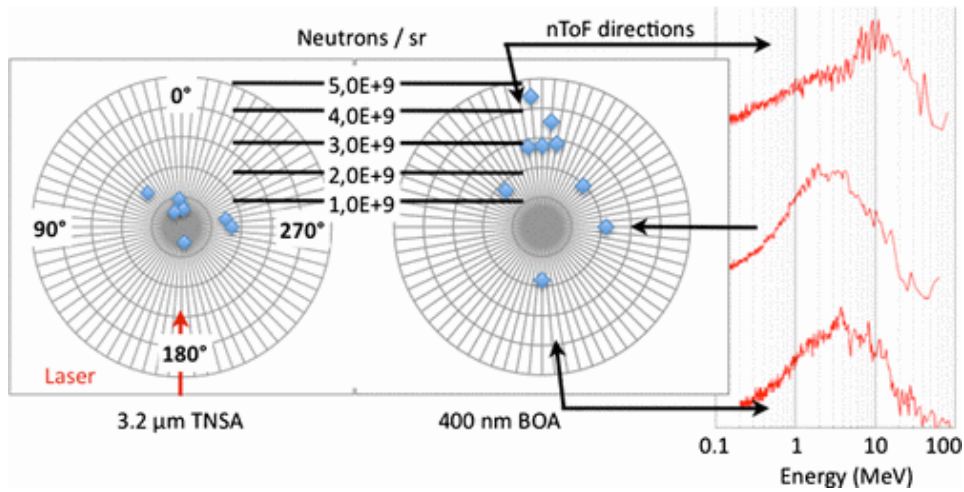 Neutrons / sr
nToF directions
5,0E+9
4,0E+9
3,0E+9
2,0E+9
1,0E+9
0°
90°
270°
180°
Laser
3.2 µm TNSA
400 nm BOA
0.1 1 10 100
Energy (MeV)